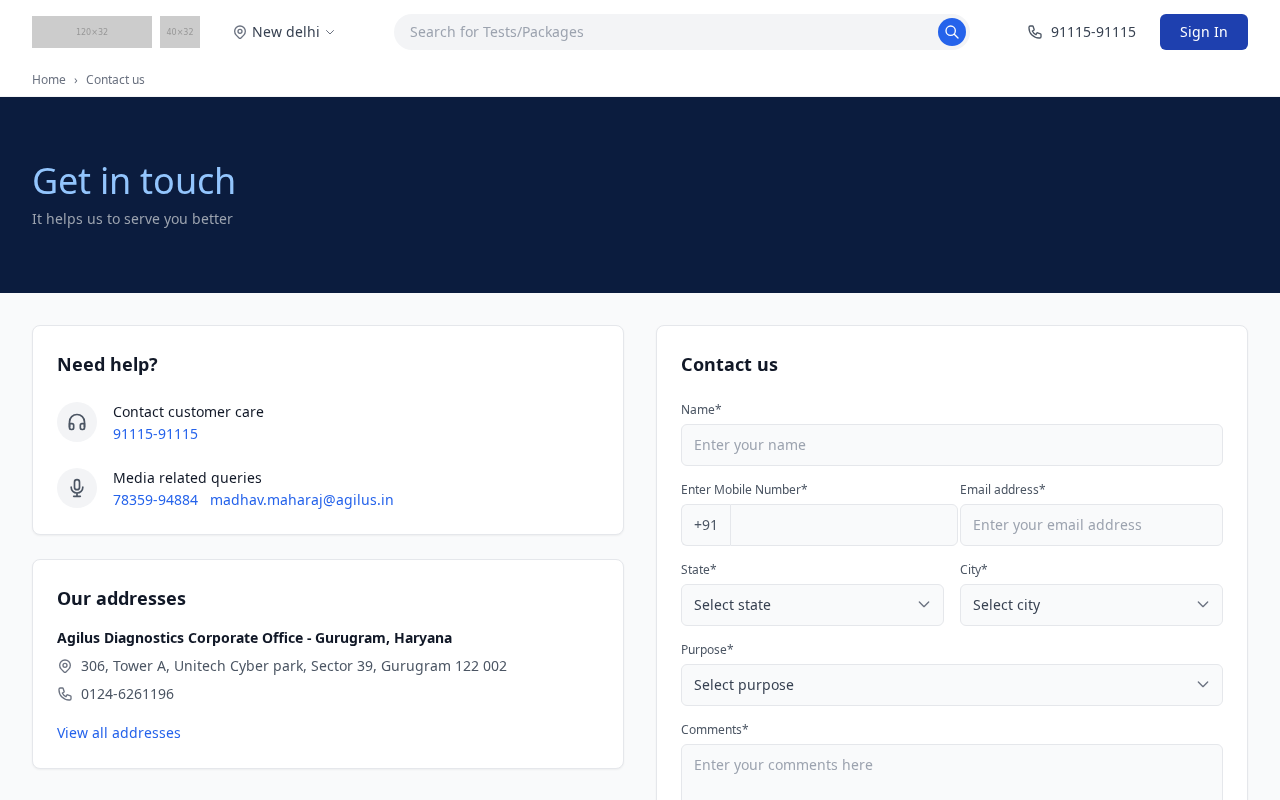 120×32
40×32
New delhi
Search for Tests/Packages
91115-91115
Sign In
Home › Contact us
Get in touch
It helps us to serve you better
Need help?
Contact customer care
91115-91115
Media related queries
78359-94884 madhav.maharaj@agilus.in
Our addresses
Agilus Diagnostics Corporate Office - Gurugram, Haryana
306, Tower A, Unitech Cyber park, Sector 39, Gurugram 122 002
0124-6261196
View all addresses
Contact us
Name*
Enter your name
Enter Mobile Number* Email address*
+91 Enter your email address
State* City*
Select state Select city
Purpose*
Select purpose
Comments*
Enter your comments here